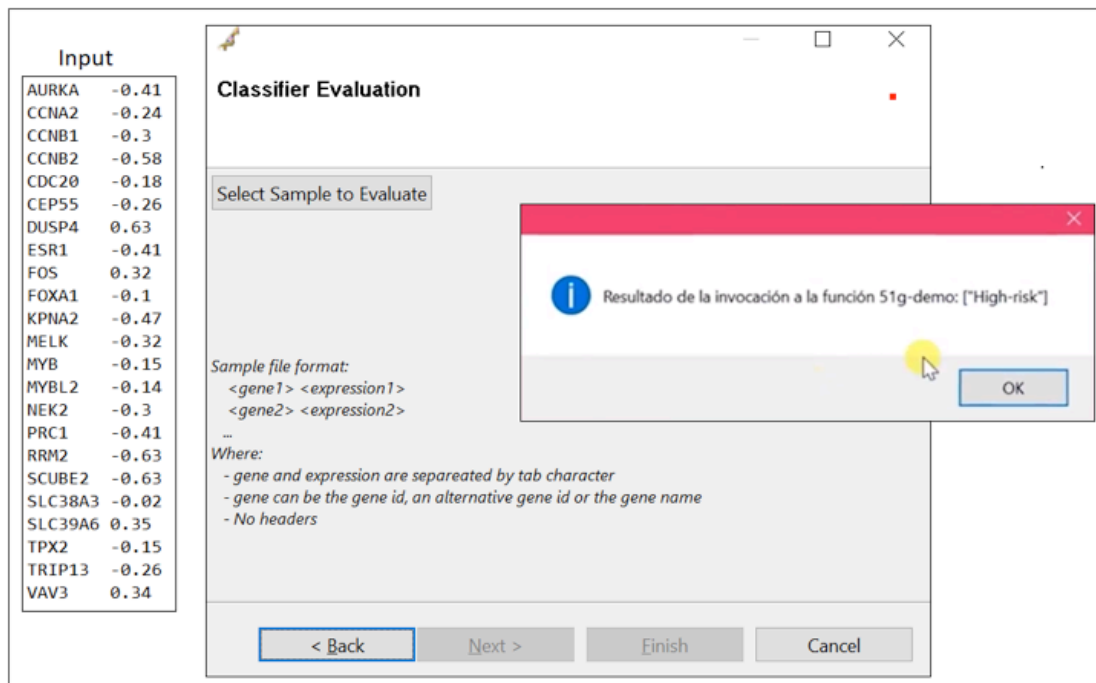 Input
AURKA -0.41
CCNA2 -0.24
CCNB1 -0.3
CCNB2 -0.58
CDC20 -0.18
CEP55 -0.26
DUSP4 0.63
ESR1 -0.41
FOS 0.32
FOXA1 -0.1
KPNA2 -0.47
MELK -0.32
MYB -0.15
MYBL2 -0.14
NEK2 -0.3
PRC1 -0.41
RRM2 -0.63
SCUBE2 -0.63
SLC38A3 -0.02
SLC39A6 0.35
TPX2 -0.15
TRIP13 -0.26
VAV3 0.34
Classifier Evaluation
Select Sample to Evaluate
Resultado de la invocación a la función 51g-demo: ["High-risk"]
OK
Sample file format:
<gene1> <expression1>
<gene2> <expression2>
...
Where:
- gene and expression are separeated by tab character
- gene can be the gene id, an alternative gene id or the gene name
- No headers
< Back
Next >
Finish
Cancel